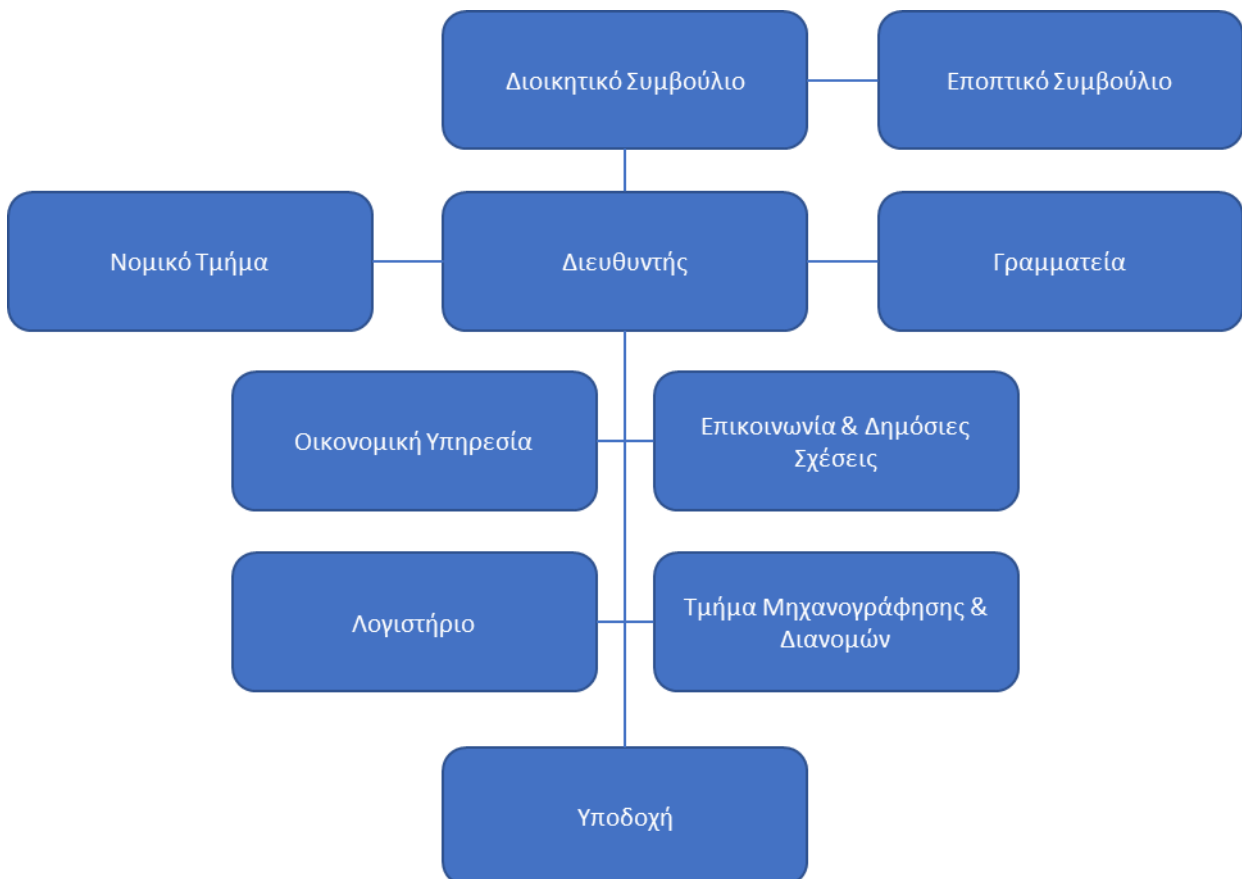 Διοικητικό Συμβούλιο
Εποπτικό Συμβούλιο
Νομικό Τμήμα
Διευθυντής
Γραμματεία
Οικονομική Υπηρεσία
Επικοινωνία & Δημόσιες
Σχέσεις
Λογιστήριο
Τμήμα Μηχανογράφησης &
Διανομών
Υποδοχή